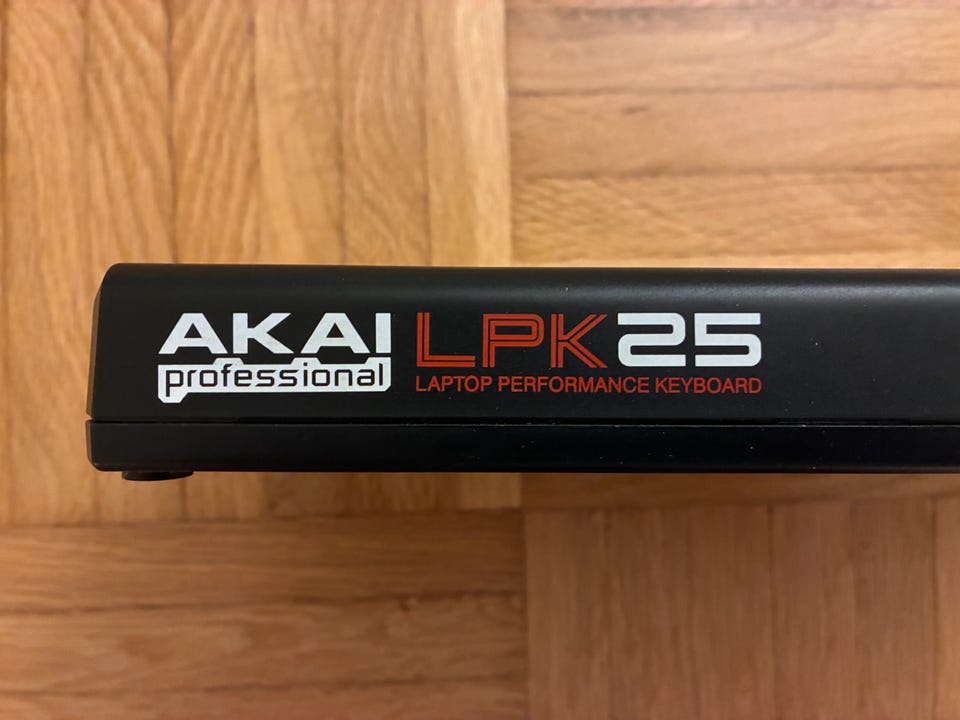 AKAI
professional
LPK25
LAPTOP PERFORMANCE KEYBOARD